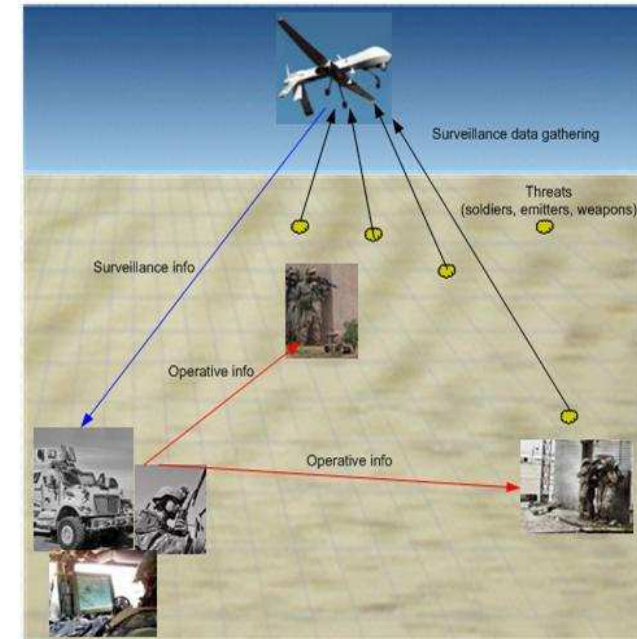 Surveillance data gathering
Threats
(soldiers, emitters, weapons)
Surveillance info
Operative info
Operative info